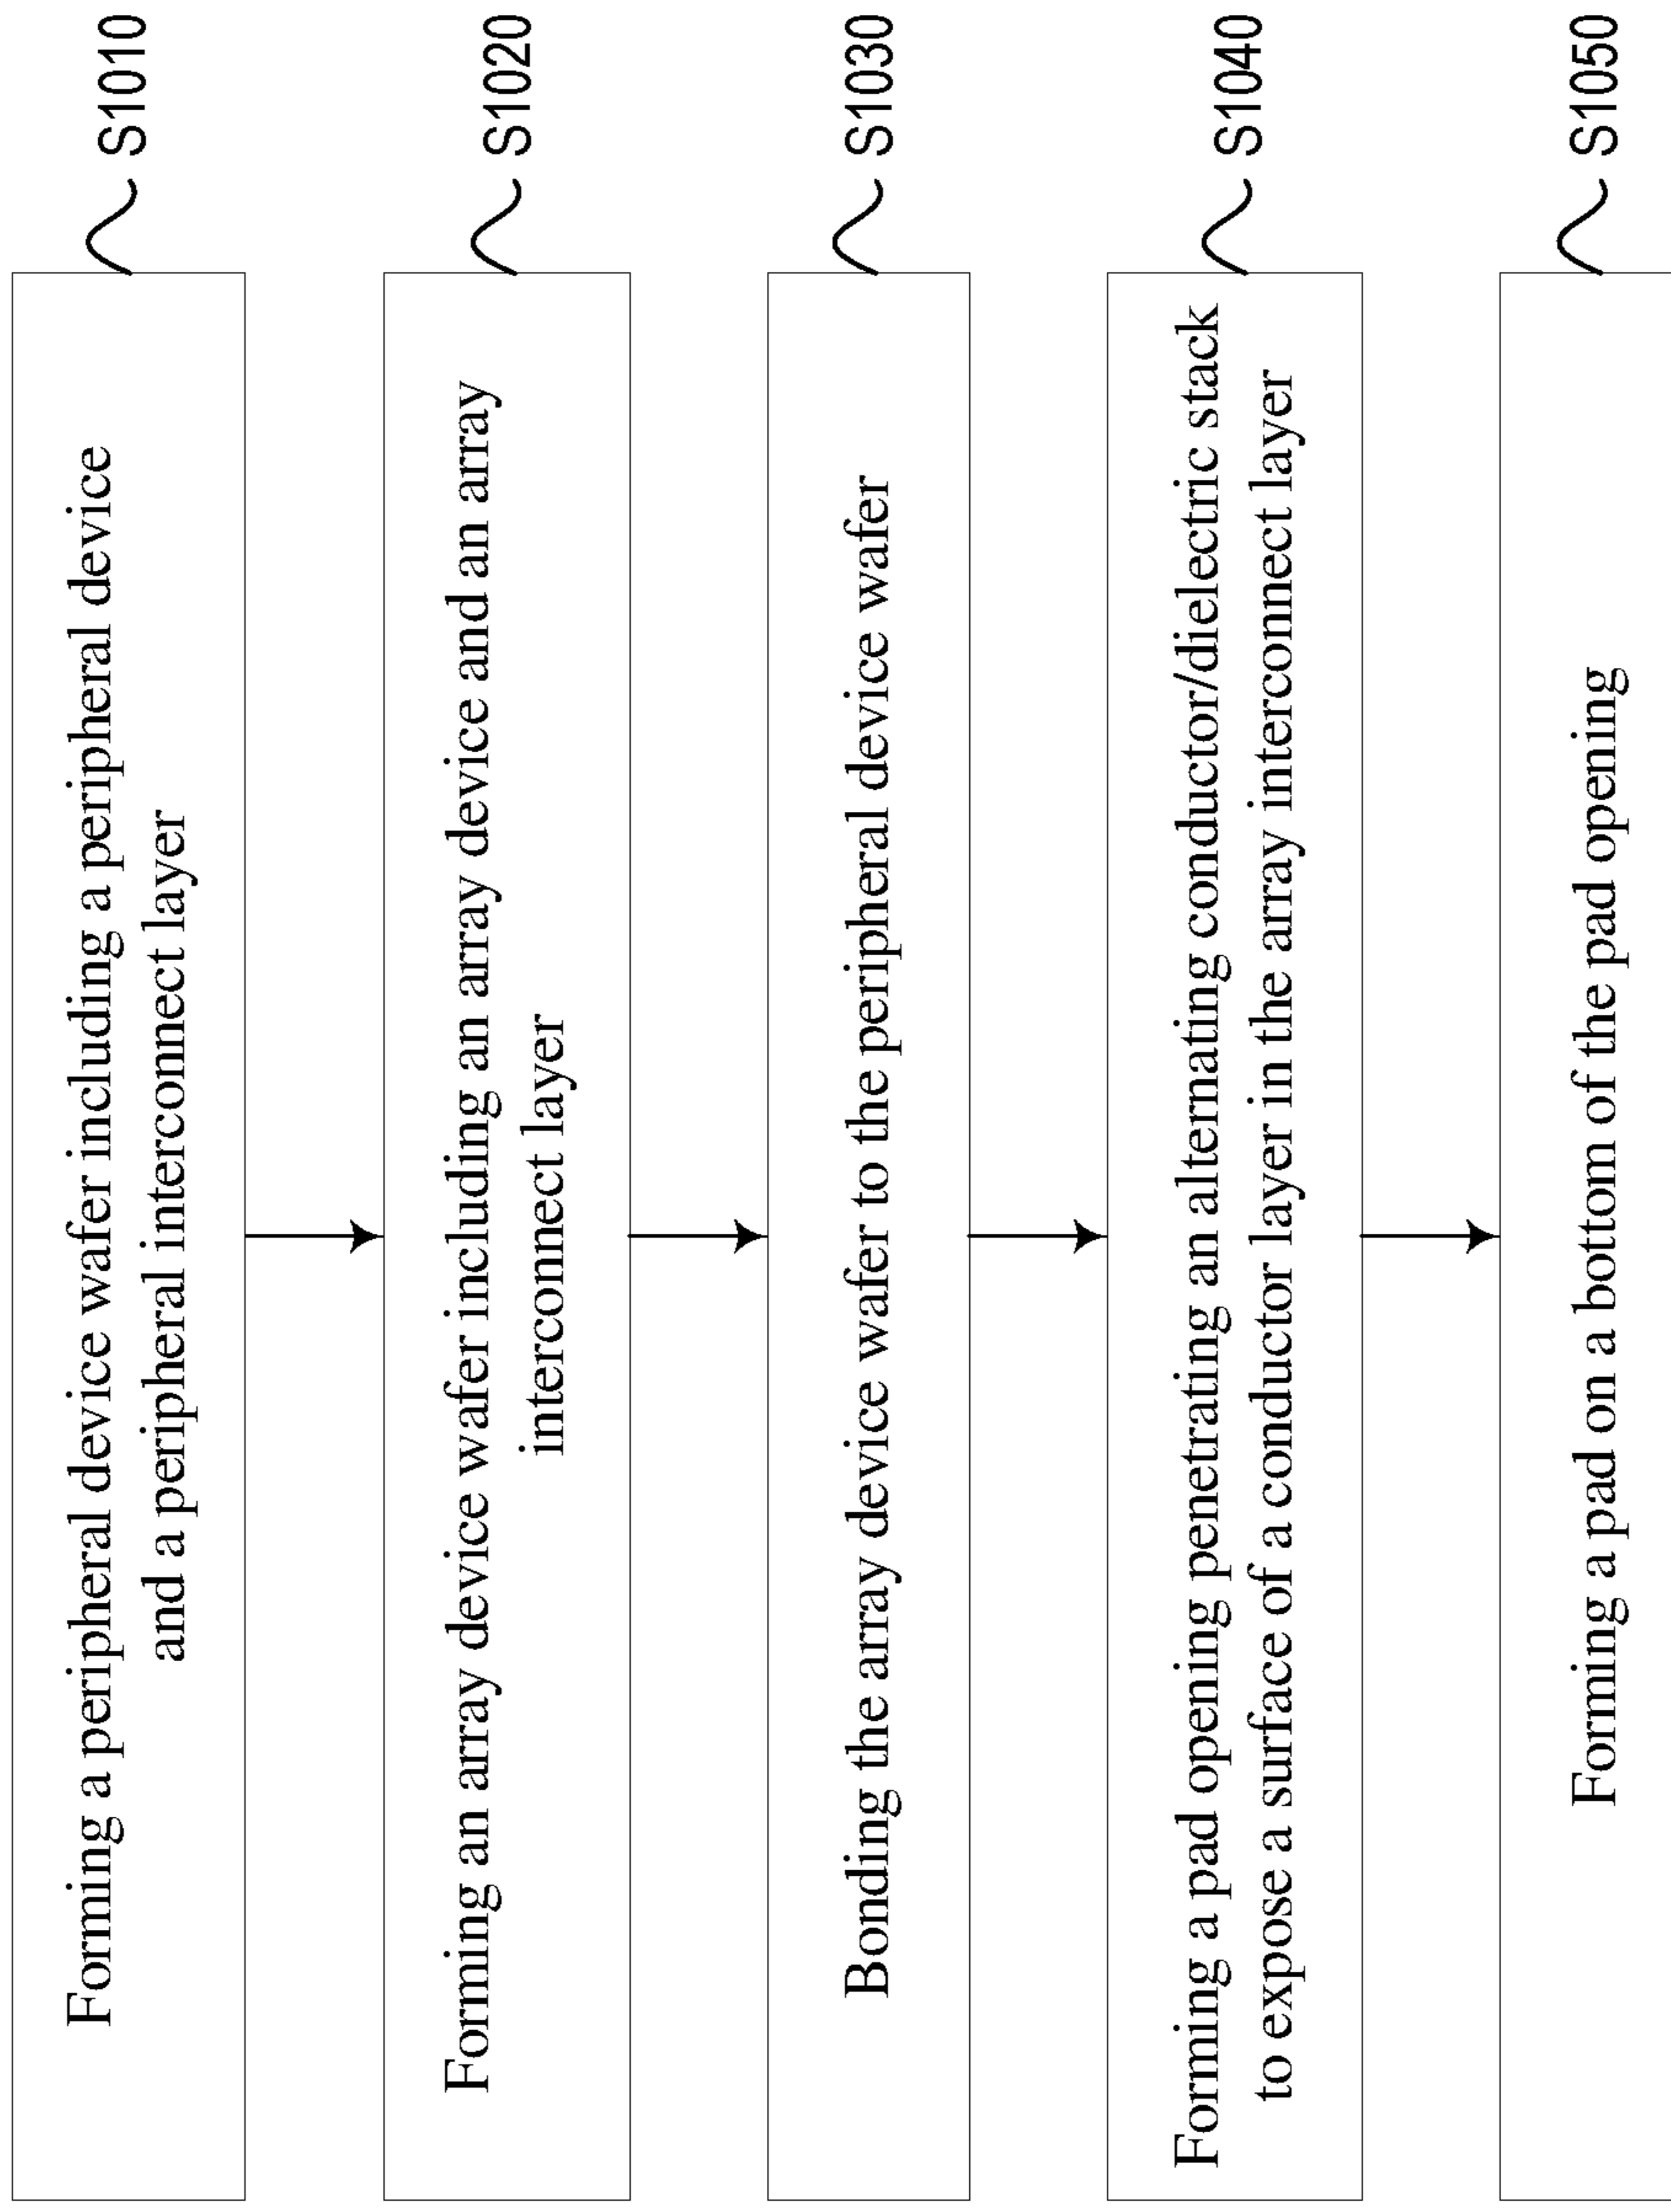 Forming a peripheral device wafer including a peripheral device
and a peripheral interconnect layer
S1010
Forming an array device wafer including an array device and an array
interconnect layer
S1020
Bonding the array device wafer to the peripheral device wafer
S1030
Forming a pad opening penetrating an alternating conductor/dielectric stack
to expose a surface of a conductor layer in the array interconnect layer
S1040
Forming a pad on a bottom of the pad opening
S1050